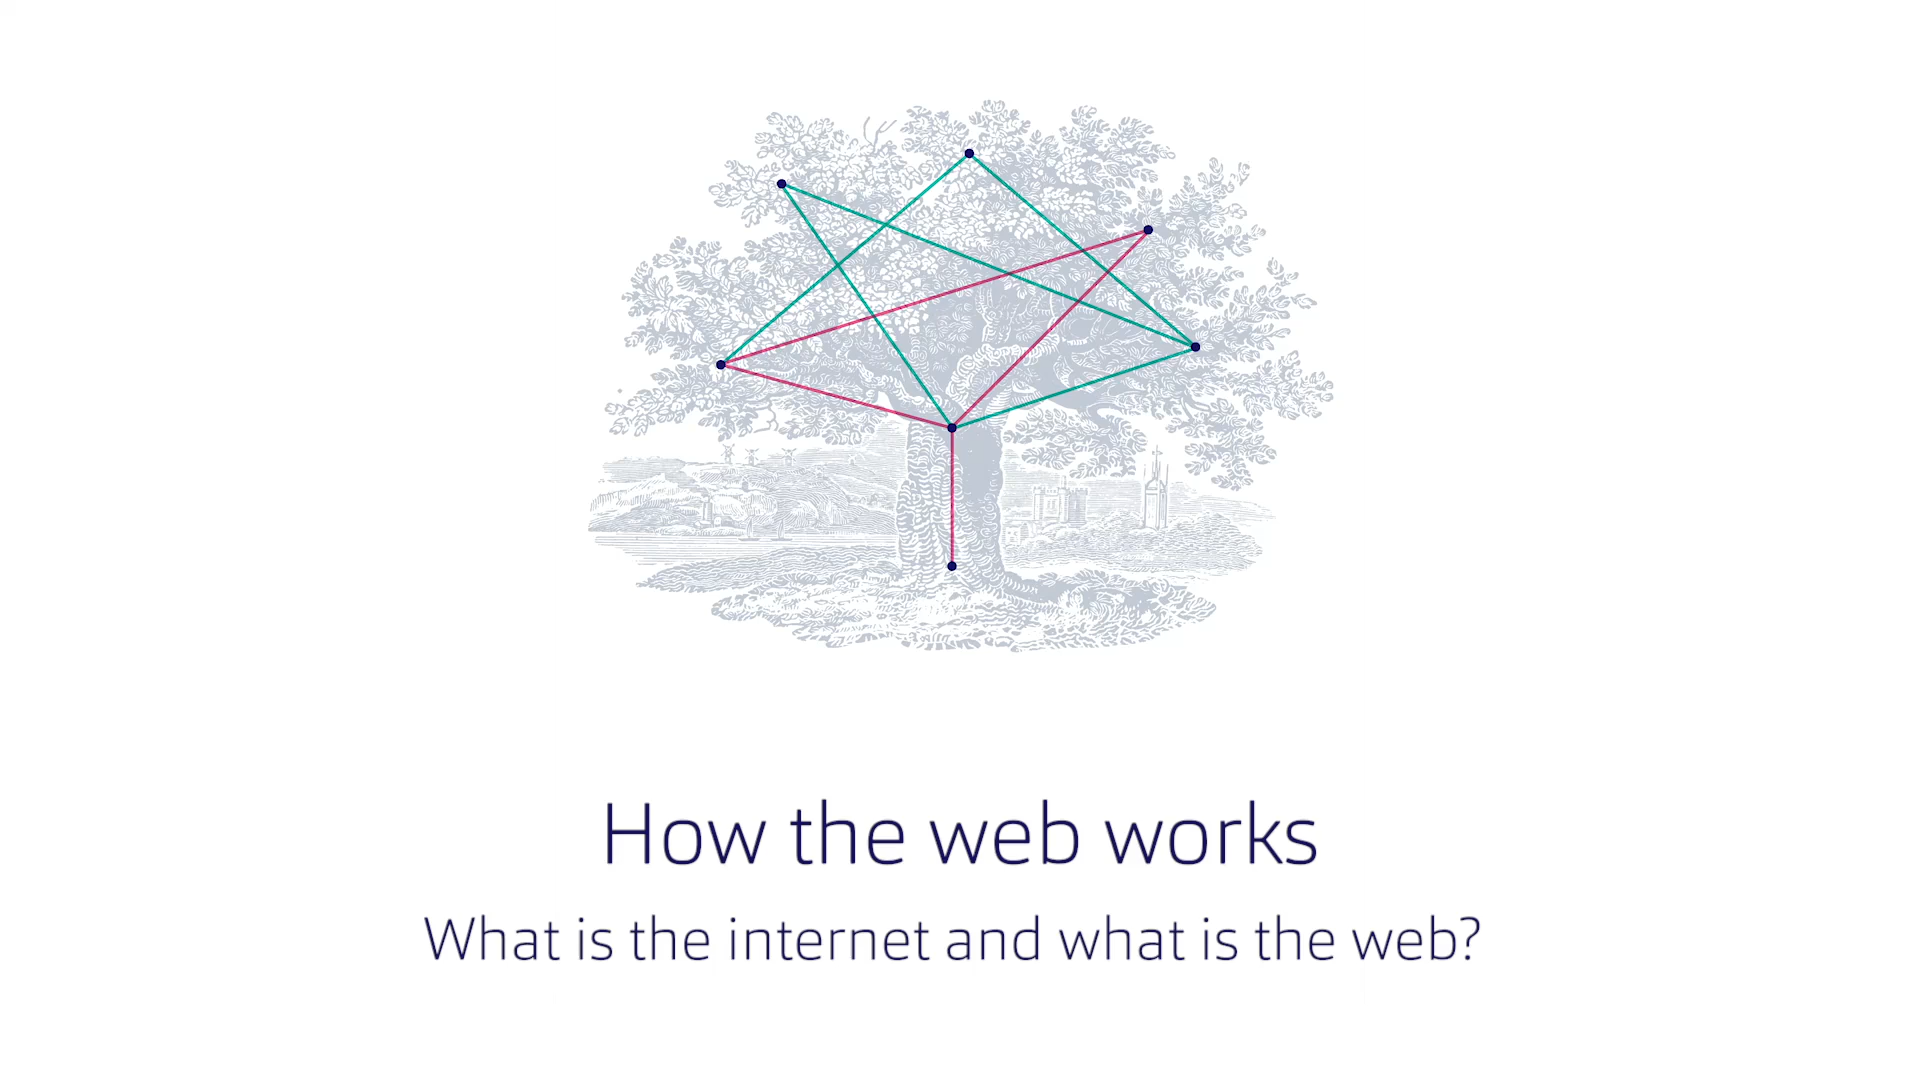 How the web works
What is the internet and what is the web?